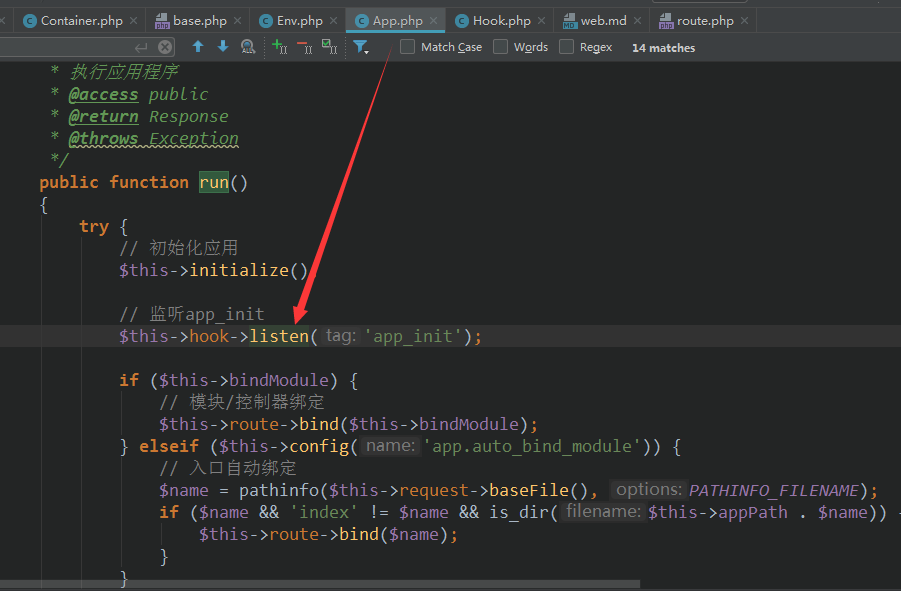 Container.php base.php Env.php App.php Hook.php web.md route.php
Match Case Words Regex 14 matches
* 执行应用程序
* @access public
* @return Response
* @throws Exception
*/
public function run()
{
try {
// 初始化应用
$this->initialize()
// 监听app_init
$this->hook->listen( tag: 'app_init');
if ($this->bindModule) {
// 模块/控制器绑定
$this->route->bind($this->bindModule);
} elseif ($this->config( name: 'app.auto_bind_module')) {
// 入口自动绑定
$name = pathinfo($this->request->baseFile(), options: PATHINFO_FILENAME);
if ($name && 'index' != $name && is_dir( filename: $this->appPath . $name)) {
$this->route->bind($name);
}
}